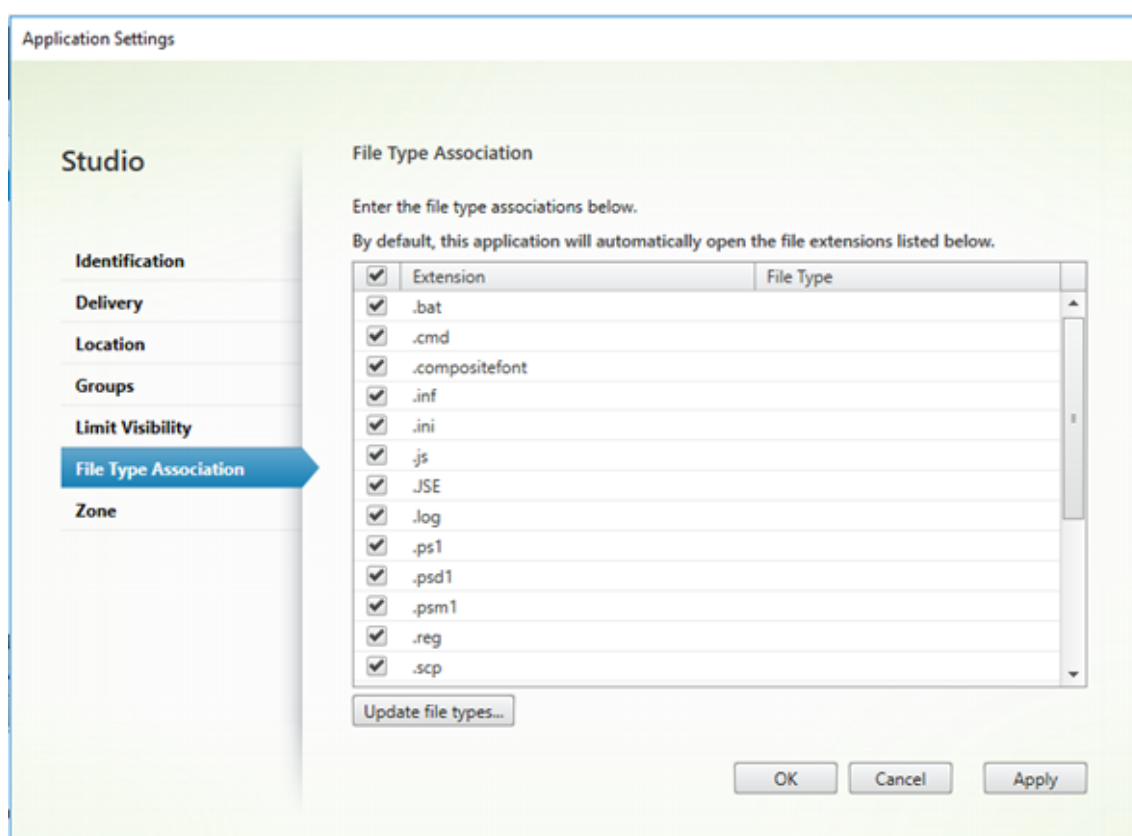 Application Settings
Studio
Identification
Delivery
Location
Groups
Limit Visibility
File Type Association
Zone
File Type Association
Enter the file type associations below.
By default, this application will automatically open the file extensions listed below.
Extension File Type
.bat
.cmd
.compositefont
.inf
.ini
.js
.JSE
.log
.ps1
.psd1
.psm1
.reg
.scp
Update file types...
OK Cancel Apply